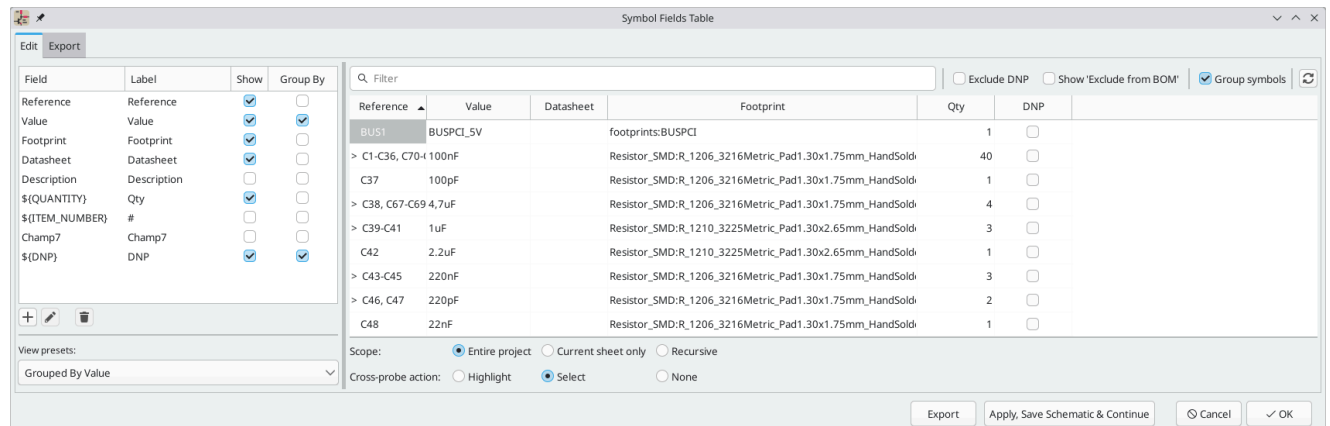 Symbol Fields Table
Edit Export
Field Label Show Group By
Reference Reference
Value Value
Footprint Footprint
Datasheet Datasheet
Description Description
${QUANTITY} Qty
${ITEM_NUMBER} #
Champ7 Champ7
${DNP} DNP
View presets:
Grouped By Value
Filter
Exclude DNP Show 'Exclude from BOM' Group symbols
Reference Value Datasheet Footprint Qty DNP
BUS1 BUSPCI_5V footprints:BUSPCI 1
> C1-C36, C70-( 100nF Resistor_SMD:R_1206_3216Metric_Pad1.30x1.75mm_HandSold 40
C37 100pF Resistor_SMD:R_1206_3216Metric_Pad1.30x1.75mm_HandSold 1
> C38, C67-C69 4,7uF Resistor_SMD:R_1206_3216Metric_Pad1.30x1.75mm_HandSold 4
> C39-C41 1uF Resistor_SMD:R_1210_3225Metric_Pad1.30x2.65mm_HandSold 3
C42 2.2uF Resistor_SMD:R_1210_3225Metric_Pad1.30x2.65mm_HandSold 1
> C43-C45 220nF Resistor_SMD:R_1206_3216Metric_Pad1.30x1.75mm_HandSold 3
> C46, C47 220pF Resistor_SMD:R_1206_3216Metric_Pad1.30x1.75mm_HandSold 2
C48 22nF Resistor_SMD:R_1206_3216Metric_Pad1.30x1.75mm_HandSold 1
Scope: Entire project Current sheet only Recursive
Cross-probe action: Highlight Select None
Export Apply, Save Schematic & Continue Cancel OK